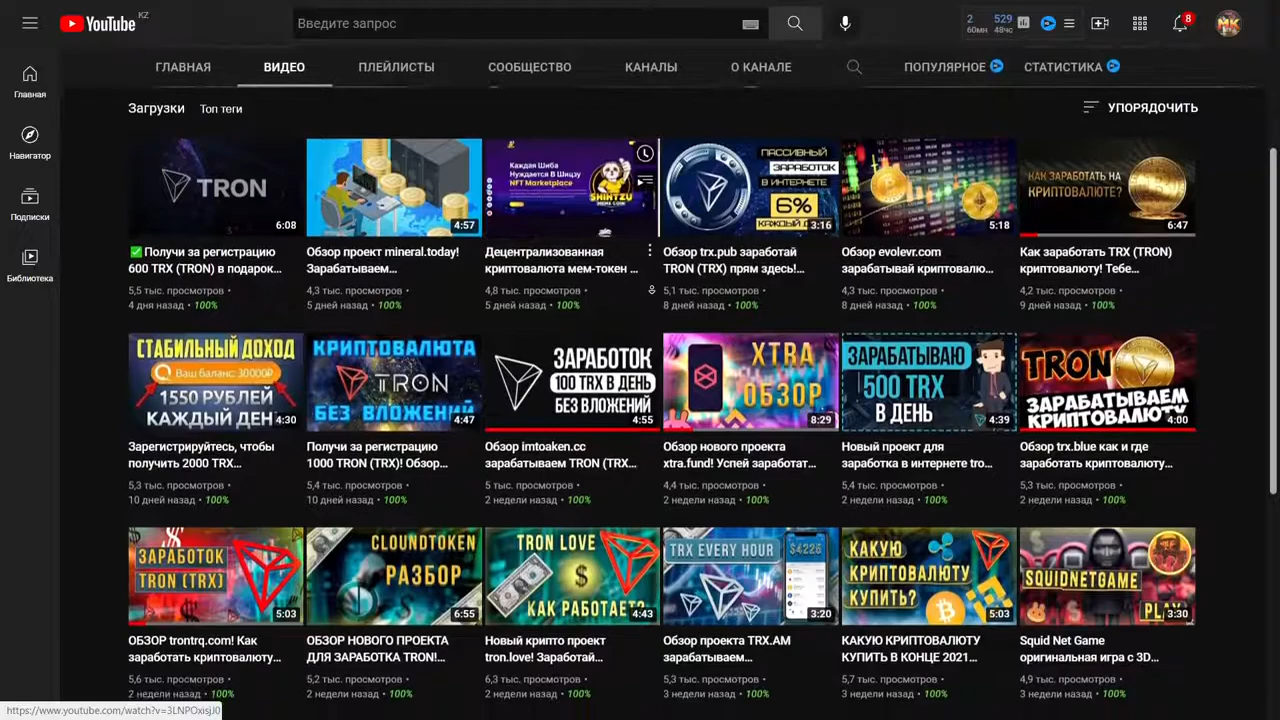 YouTube KZ
Введите запрос
2
60мн
529
48чс
8
MK
ГЛАВНАЯ
ВИДЕО
ПЛЕЙЛИСТЫ
СООБЩЕСТВО
КАНАЛЫ
О КАНАЛЕ
ПОПУЛЯРНОЕ
СТАТИСТИКА
Главная
Навигатор
Подписки
Библиотека
Загрузки
Топ теги
УПОРЯДОЧИТЬ
TRON
6:08
✅ Получи за регистрацию
600 TRX (TRON) в подарок...
5,5 тыс. просмотров •
4 дня назад • 100%
4:57
Обзор проект mineral.today!
Зарабатываем...
4,3 тыс. просмотров •
5 дней назад • 100%
Каждая Шиба
Нуждается В Шицзу
NFT Marketplace
SHIHTZU
Децентрализованная
криптовалюта мем-токен ...
4,8 тыс. просмотров •
5 дней назад • 100%
ПАССИВНЫЙ
ЗАРАБОТОК
В ИНТЕРНЕТЕ
6%
КАЖДЫЙ
3:16
Обзор trx.pub заработай
TRON (TRX) прям здесь!...
5,1 тыс. просмотров •
8 дней назад • 100%
5:18
Обзор evolevr.com
зарабатывай криптовалю...
4,3 тыс. просмотров •
8 дней назад • 100%
КАК ЗАРАБОТАТЬ НА
КРИПТОВАЛЮТЕ?
6:47
Как заработать TRX (TRON)
криптовалюту! Тебе...
4,2 тыс. просмотров •
9 дней назад • 100%
СТАБИЛЬНЫЙ ДОХОД
Ваш баланс: 30000₽
1550 РУБЛЕЙ
КАЖДЫЙ ДЕН
4:30
Зарегистрируйтесь, чтобы
получить 2000 TRX...
5,3 тыс. просмотров •
10 дней назад • 100%
КРИПТОВАЛЮТА
TRON
БЕЗ ВЛОЖЕНИЙ
4:47
Получи за регистрацию
1000 TRON (TRX)! Обзор...
5,4 тыс. просмотров •
10 дней назад • 100%
ЗАРАБОТОК
100 TRX В ДЕНЬ
БЕЗ ВЛОЖЕНИЙ
4:55
Обзор imtoaken.cc
зарабатываем TRON (TRX...
5 тыс. просмотров •
2 недели назад • 100%
XTRA
ОБЗОР
8:29
Обзор нового проекта
xtra.fund! Успей заработат...
4,4 тыс. просмотров •
2 недели назад • 100%
ЗАРАБАТЫВАЮ
500 TRX
В ДЕНЬ
4:39
Новый проект для
заработка в интернете tro...
5,4 тыс. просмотров •
2 недели назад • 100%
TRON
ЗАРАБАТЫВАЕМ
КРИПТОВАЛЮТУ
4:00
Обзор trx.blue как и где
заработать криптовалюту...
5,3 тыс. просмотров •
2 недели назад • 100%
ЗАРАБОТОК
TRON (TRX)
5:03
ОБЗОР trontrq.com! Как
заработать криптовалюту...
5,6 тыс. просмотров •
2 недели назад • 100%
CLOUNDTOKEN
РАЗБОР
6:55
ОБЗОР НОВОГО ПРОЕКТА
ДЛЯ ЗАРАБОТКА TRON!...
5,2 тыс. просмотров •
2 недели назад • 100%
TRON LOVE
КАК РАБОТАЕТ?
4:43
Новый крипто проект
tron.love! Заработай...
6,3 тыс. просмотров •
2 недели назад • 100%
TRX EVERY HOUR
$4226
3:20
Обзор проекта TRX.AM
зарабатываем...
5,3 тыс. просмотров •
3 недели назад • 100%
КАКУЮ
КРИПТОВАЛЮТУ
КУПИТЬ?
5:03
КАКУЮ КРИПТОВАЛЮТУ
КУПИТЬ В КОНЦЕ 2021...
5,7 тыс. просмотров •
3 недели назад • 100%
SQUIDNETGAME
PLAY
3:30
Squid Net Game
оригинальная игра с 3D...
4,9 тыс. просмотров •
3 недели назад • 100%
https://www.youtube.com/watch?v=3LNPOxisjJ0